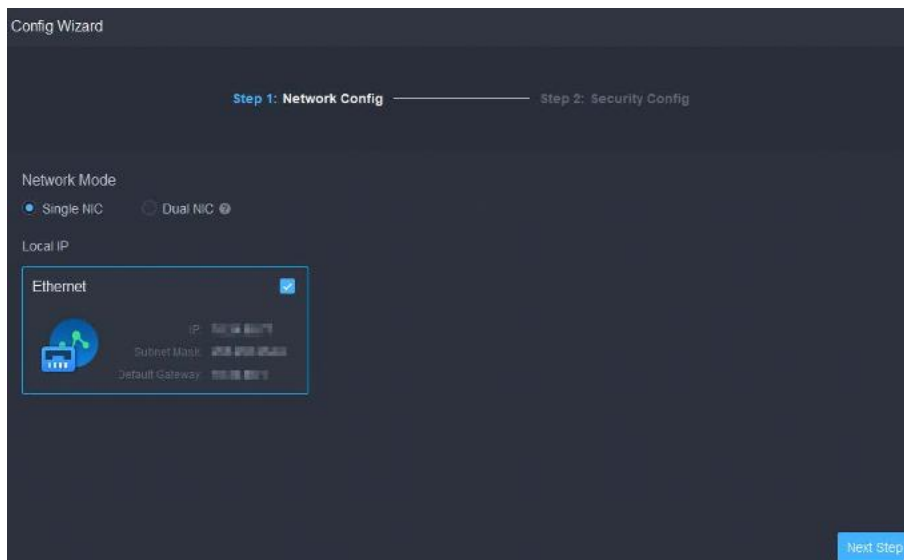 Config Wizard
Step 1: Network Config
Step 2: Security Config
Network Mode
Single NIC
Dual NIC
Local IP
Ethernet
IP:
Subnet Mask:
Default Gateway:
Next Step